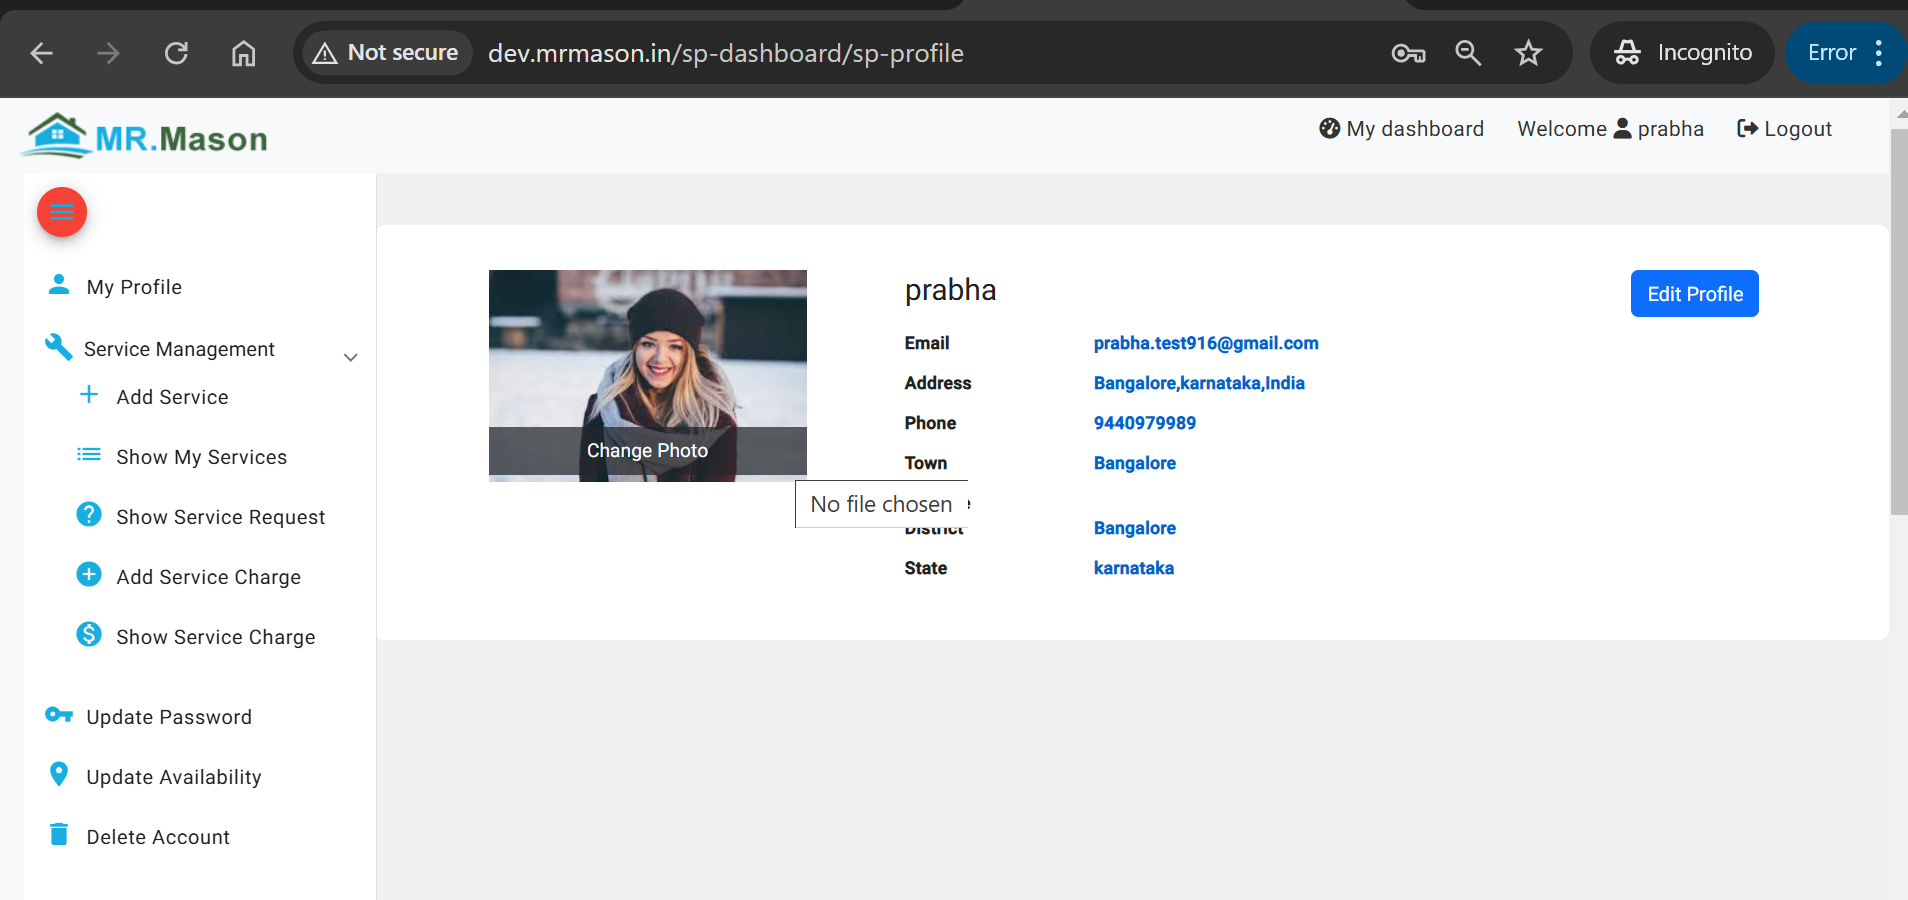 Not secure dev.mrmason.in/sp-dashboard/sp-profile Incognito Error
MR.Mason
My dashboard Welcome prabha Logout
My Profile
Service Management
Add Service
Show My Services
Show Service Request
Add Service Charge
Show Service Charge
Update Password
Update Availability
Delete Account
Change Photo
No file chosen
prabha
Edit Profile
Email prabha.test916@gmail.com
Address Bangalore,karnataka,India
Phone 9440979989
Town Bangalore
District Bangalore
State karnataka